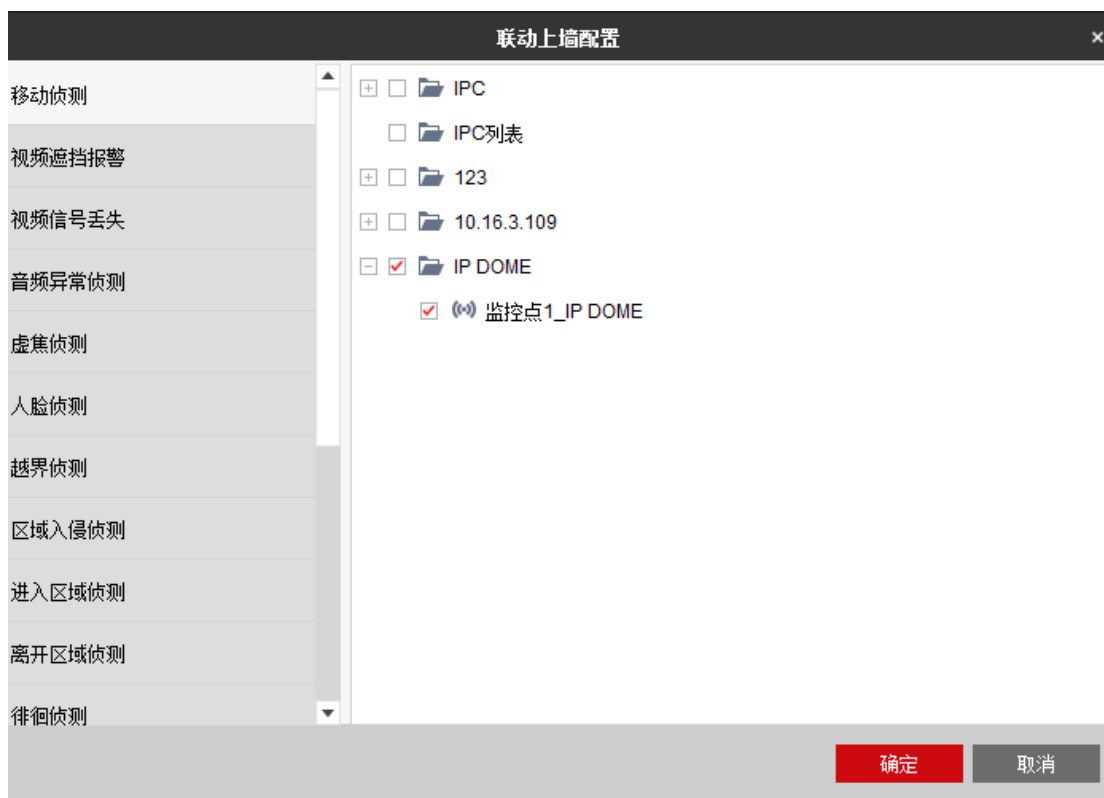 联动上墙配置
移动侦测
视频遮挡报警
视频信号丢失
音频异常侦测
虚焦侦测
人脸侦测
越界侦测
区域入侵侦测
进入区域侦测
离开区域侦测
徘徊侦测
IPC
IPC列表
123
10.16.3.109
IP DOME
监控点1_IP DOME
确定
取消